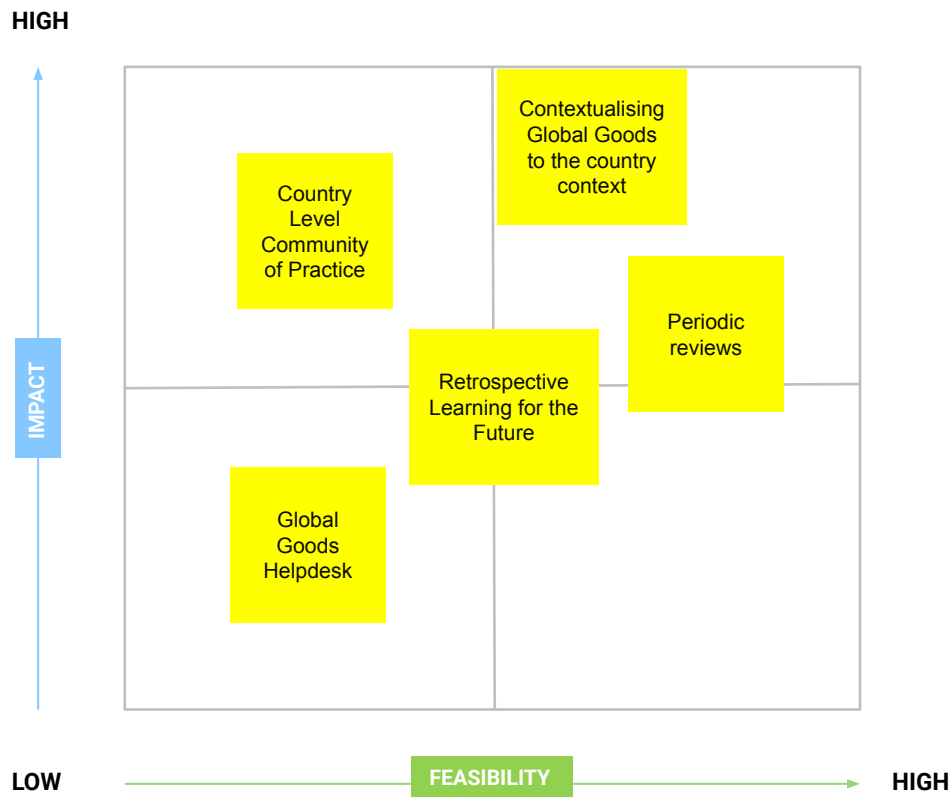 HIGH
Contextualising
Global Goods
to the country
context
Country
Level
Community
of Practice
Periodic
reviews
IMPACT
Retrospective
Learning for the
Future
Global
Goods
Helpdesk
LOW
FEASIBILITY
HIGH